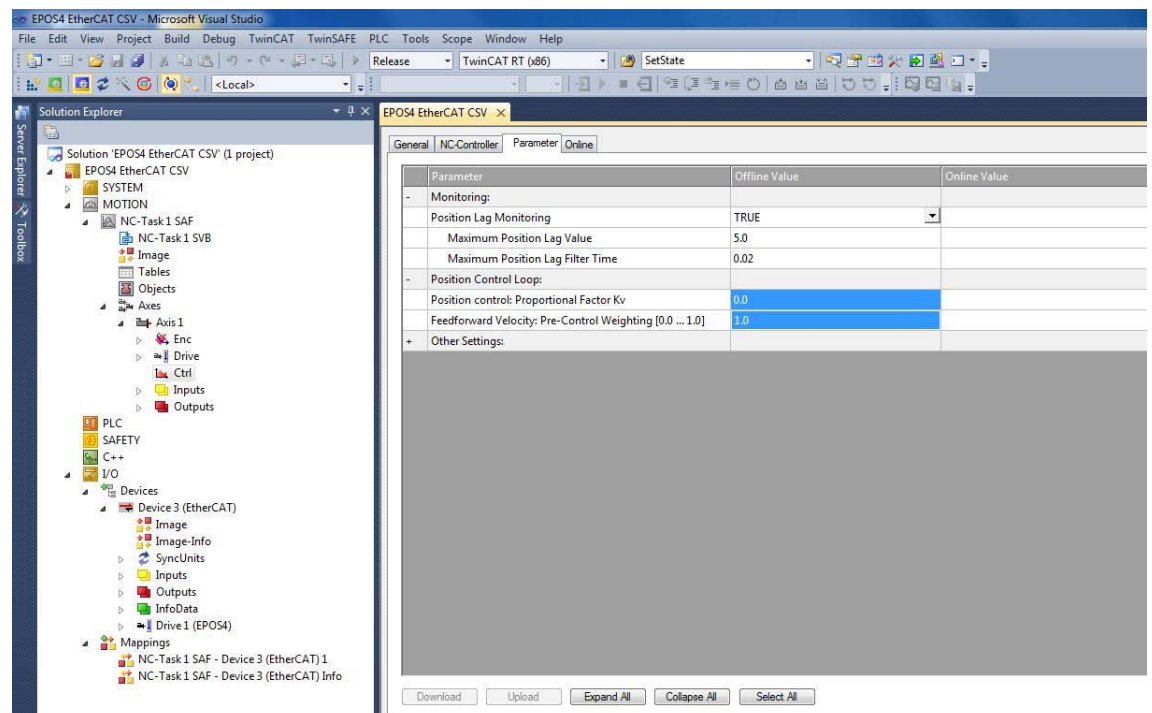 EPOS4 EtherCAT CSV - Microsoft Visual Studio
File Edit View Project Build Debug TwinCAT TwinSAFE PLC Tools Scope Window Help
Release TwinCAT RT (x86) SetState
<Local>
Server Explorer
Toolbox
Solution Explorer
Solution 'EPOS4 EtherCAT CSV' (1 project)
EPOS4 EtherCAT CSV
SYSTEM
MOTION
NC-Task 1 SAF
NC-Task 1 SVB
Image
Tables
Objects
Axes
Axis 1
Enc
Drive
Ctrl
Inputs
Outputs
PLC
SAFETY
C++
I/O
Devices
Device 3 (EtherCAT)
Image
Image-Info
SyncUnits
Inputs
Outputs
InfoData
Drive 1 (EPOS4)
Mappings
NC-Task 1 SAF - Device 3 (EtherCAT) 1
NC-Task 1 SAF - Device 3 (EtherCAT) Info
EPOS4 EtherCAT CSV
General NC-Controller Parameter Online
Parameter Offline Value Online Value
- Monitoring:
Position Lag Monitoring TRUE
Maximum Position Lag Value 5.0
Maximum Position Lag Filter Time 0.02
- Position Control Loop:
Position control: Proportional Factor Kv 0.0
Feedforward Velocity: Pre-Control Weighting [0.0 ... 1.0] 1.0
+ Other Settings:
Download Upload Expand All Collapse All Select All